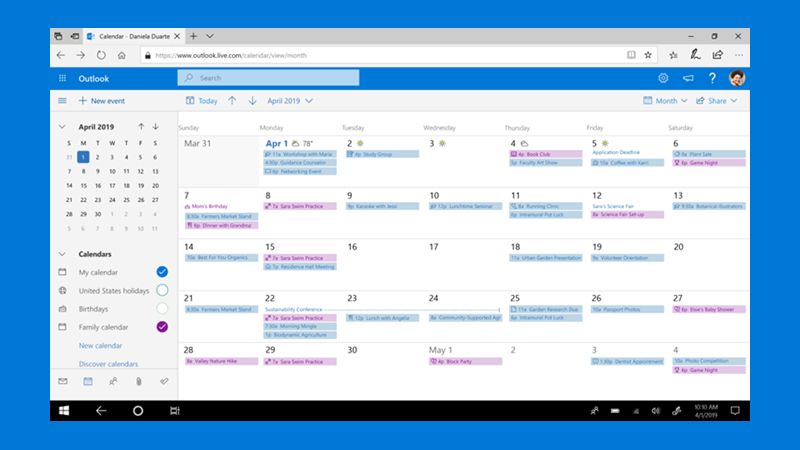 Calendar - Daniela Duarte
https://www.outlook.live.com/calendar/view/month
Outlook
Search
New event
Today
April 2019
Month
Share
April 2019
S M T W T F S
31 1 2 3 4 5 6
7 8 9 10 11 12 13
14 15 16 17 18 19 20
21 22 23 24 25 26 27
28 29 30 1 2 3 4
5 6 7 8 9 10 11
Calendars
My calendar
United States holidays
Birthdays
Family calendar
New calendar
Discover calendars
Sunday Monday Tuesday Wednesday Thursday Friday Saturday
Mar 31 Apr 1 78° 2 3 4 5 6
11a Workshop with Maria
4:30p Guidance Counselor
6p Networking Event
6p Study Group
4p Book Club
5p Faculty Art Show
Application Deadline
10a Coffee with Karri
9a Plant Sale
6p Game Night
7 8 9 10 11 12 13
Mom's Birthday
8:30a Farmers Market Stand
6p Dinner with Grandma
7a Sara Swim Practice
9p Karaoke with Jessi
12p Lunchtime Seminar
8a Running Clinic
6p Intramural Pot Luck
Sara's Science Fair
8a Science Fair Set-up
9:30a Botanical Illustrators
14 15 16 17 18 19 20
10a Best For You Organics
7a Sara Swim Practice
7p Residence Hall Meeting
11a Urban Garden Presentation
9a Volunteer Orientation
21 22 23 24 25 26 27
8:30a Farmers Market Stand
Sustainability Conference
7a Sara Swim Practice
7:30a Morning Mingle
1p Biodynamic Agriculture
12p Lunch with Angela
8a Community-Supported Agr
11a Garden Research Due
6p Intramural Pot Luck
10a Passport Photos
6p Elsie's Baby Shower
28 29 30 May 1 2 3 4
8a Valley Nature Hike
7a Sara Swim Practice
4p Block Party
1:30p Dentist Appointment
10a Photo Competition
6p Game Night
10:10 AM
4/1/2019